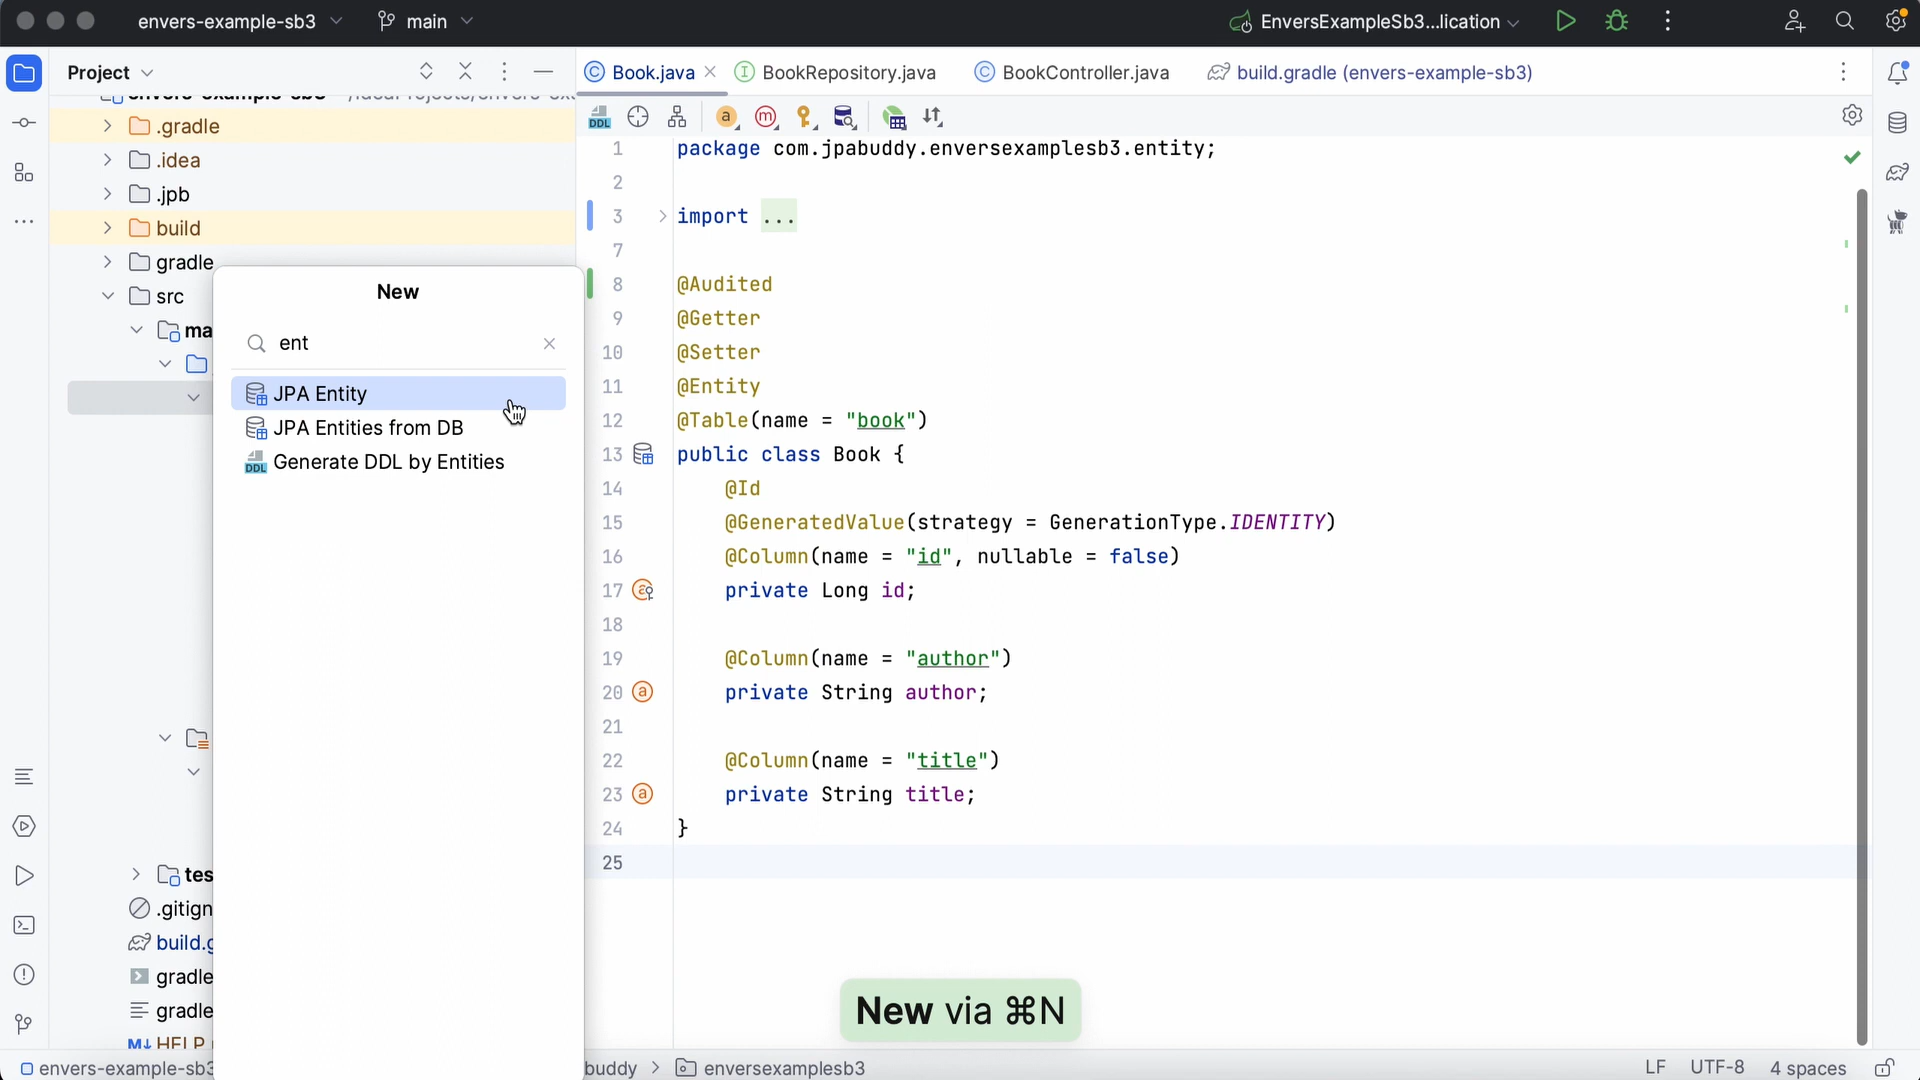 envers-example-sb3
main
EnversExampleSb3...lication
Project
Book.java
BookRepository.java
BookController.java
build.gradle (envers-example-sb3)
.gradle
.idea
.jpb
build
gradle
src
ma
tes
.gitign
build.g
gradle
gradle
HELP
New
ent
JPA Entity
JPA Entities from DB
DDL Generate DDL by Entities
DDL
a
m
1 package com.jpabuddy.enversexamplesb3.entity;
2
3 import ...
7
8 @Audited
9 @Getter
10 @Setter
11 @Entity
12 @Table(name = "book")
13 public class Book {
14 @Id
15 @GeneratedValue(strategy = GenerationType.IDENTITY)
16 @Column(name = "id", nullable = false)
17 private Long id;
18
19 @Column(name = "author")
20 a private String author;
21
22 @Column(name = "title")
23 a private String title;
24 }
25
New via ⌘N
envers-example-sb3
buddy > enversexamplesb3
LF UTF-8 4 spaces